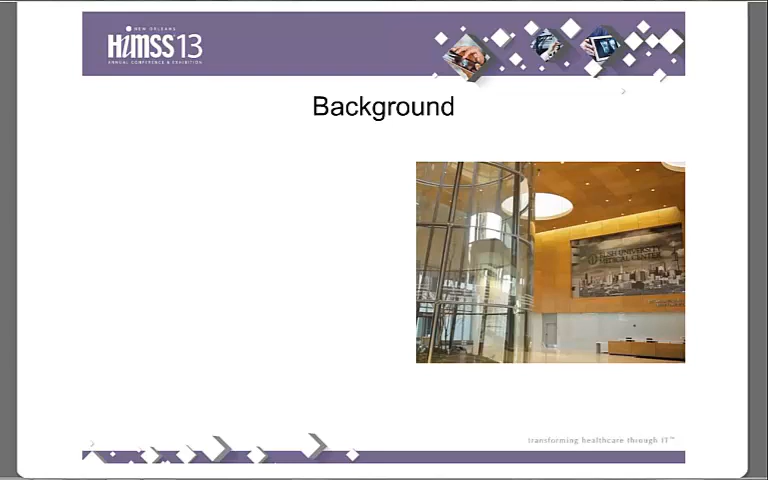 NEW ORLEANS
HIMSS13
ANNUAL CONFERENCE & EXHIBITION
Background
RUSH UNIVERSITY
MEDICAL CENTER
transforming healthcare through IT™